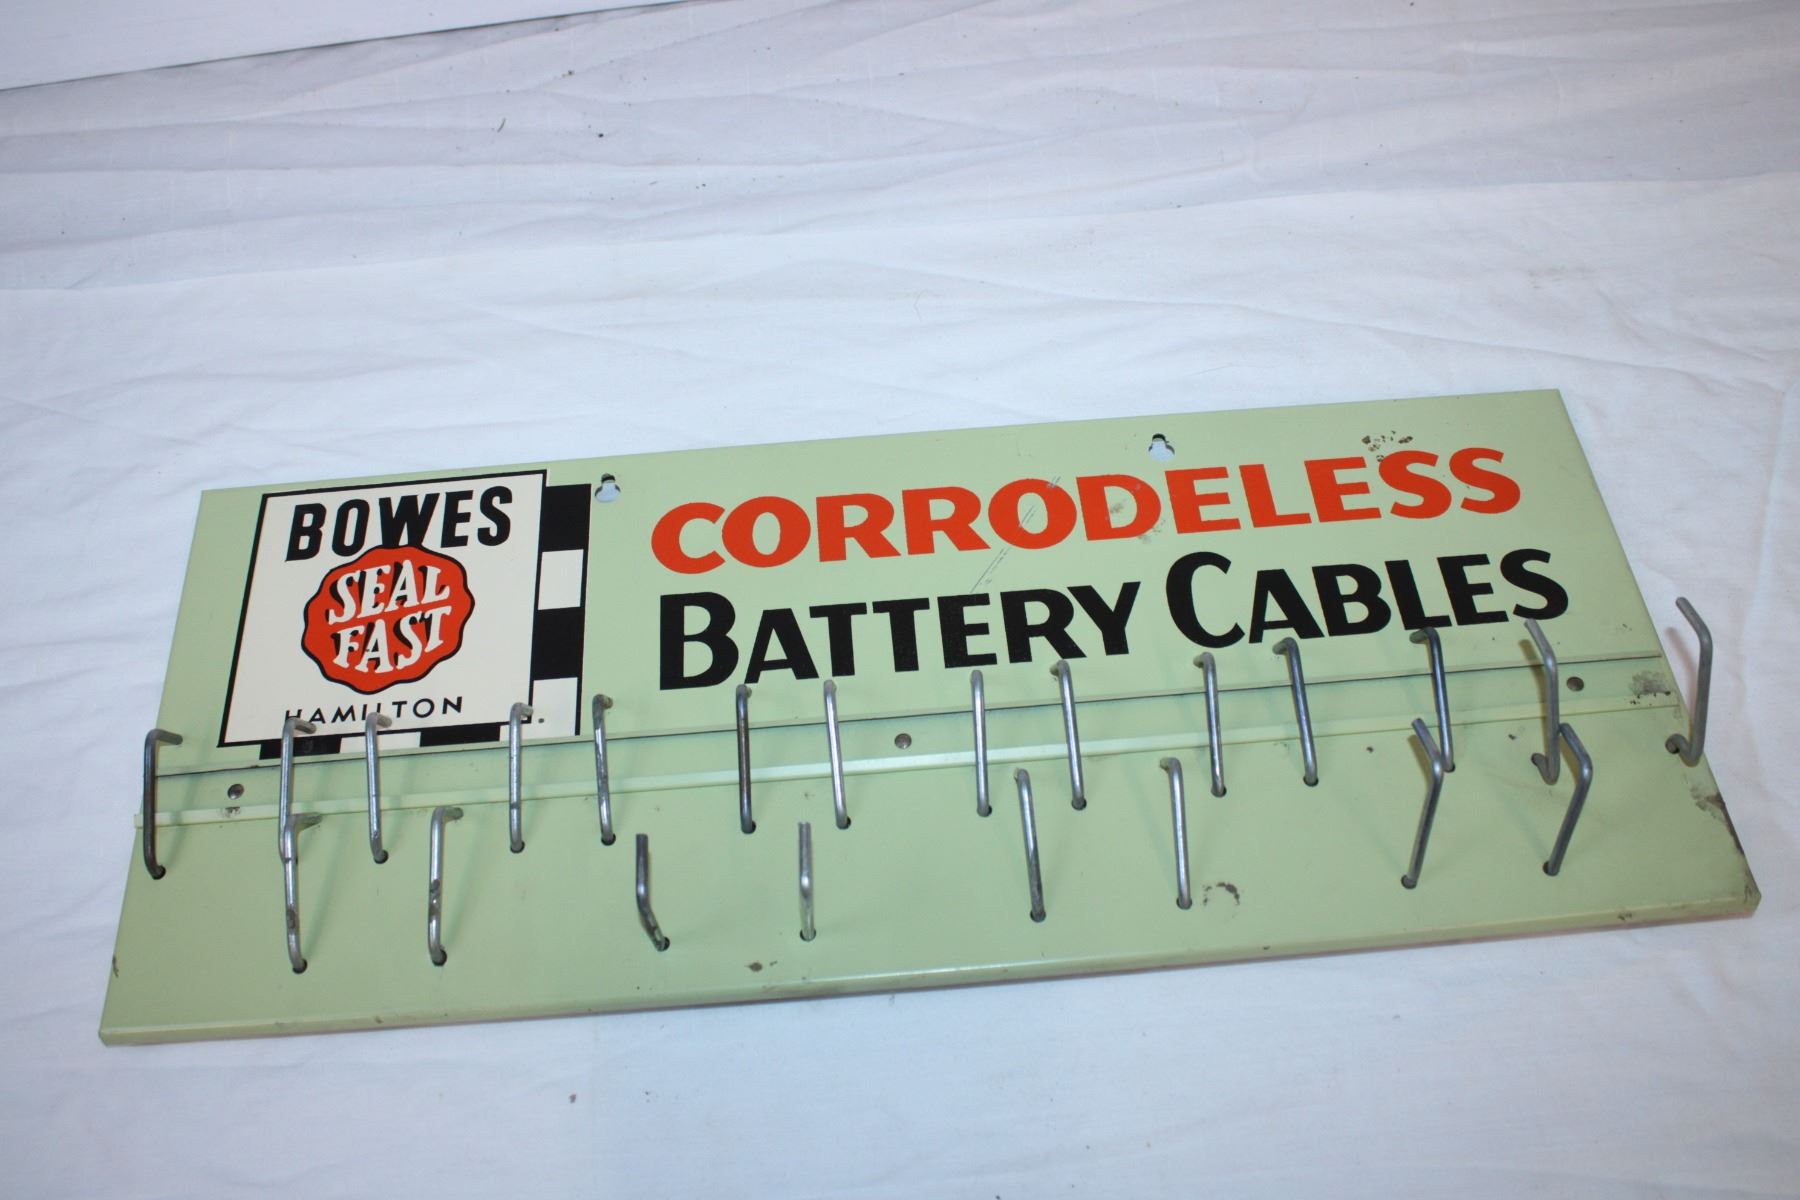 BOWES
SEAL
FAST
HAMILTON
CORRODELESS
BATTERY CABLES